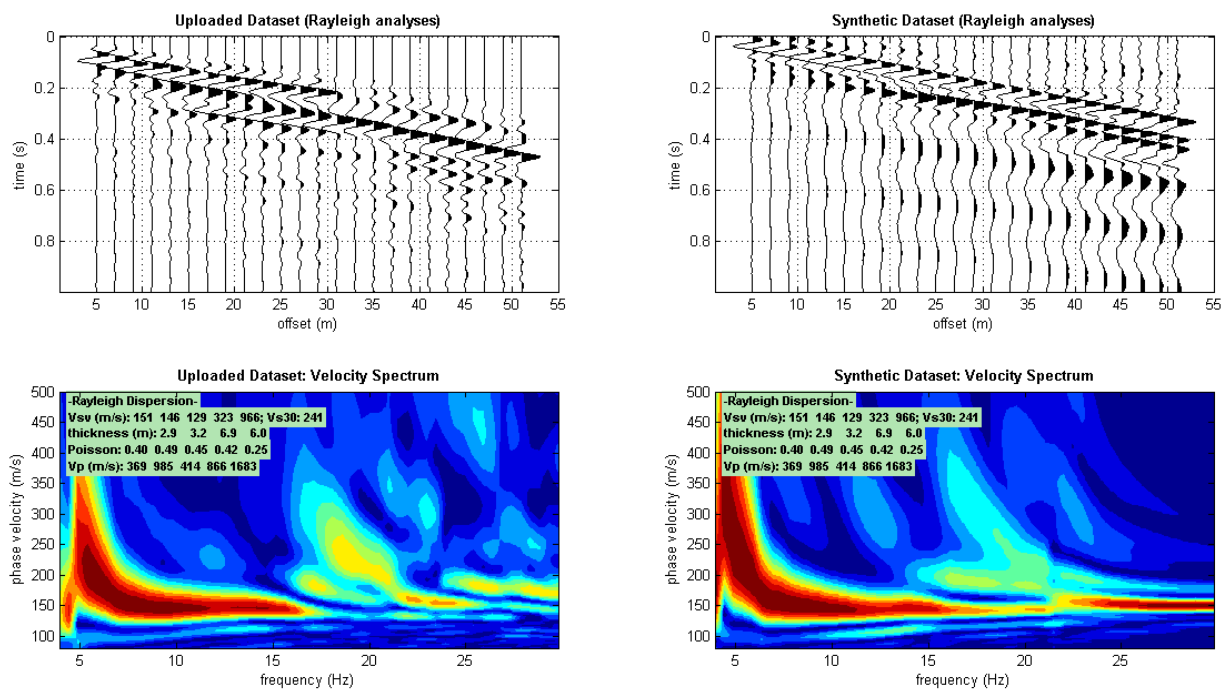 Uploaded Dataset (Rayleigh analyses)
0
0.2
0.4
0.6
0.8
time (s)
5 10 15 20 25 30 35 40 45 50 55
offset (m)
Synthetic Dataset (Rayleigh analyses)
0
0.2
0.4
0.6
0.8
time (s)
5 10 15 20 25 30 35 40 45 50 55
offset (m)
Uploaded Dataset: Velocity Spectrum
-Rayleigh Dispersion-
Vsv (m/s): 151 146 129 323 966; Vs30: 241
thickness (m): 2.9 3.2 6.9 6.0
Poisson: 0.40 0.49 0.45 0.42 0.25
Vp (m/s): 369 985 414 866 1683
500
450
400
350
300
250
200
150
100
phase velocity (m/s)
5 10 15 20 25
frequency (Hz)
Synthetic Dataset: Velocity Spectrum
-Rayleigh Dispersion-
Vsv (m/s): 151 146 129 323 966; Vs30: 241
thickness (m): 2.9 3.2 6.9 6.0
Poisson: 0.40 0.49 0.45 0.42 0.25
Vp (m/s): 369 985 414 866 1683
500
450
400
350
300
250
200
150
100
phase velocity (m/s)
5 10 15 20 25
frequency (Hz)